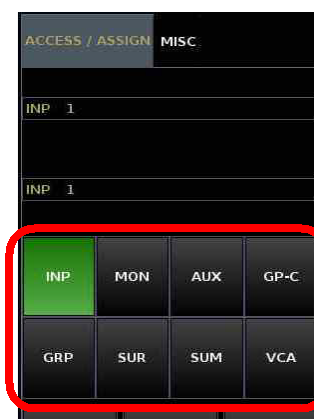 ACCESS / ASSIGN MISC
INP 1
INP 1
INP MON AUX GP-C
GRP SUR SUM VCA